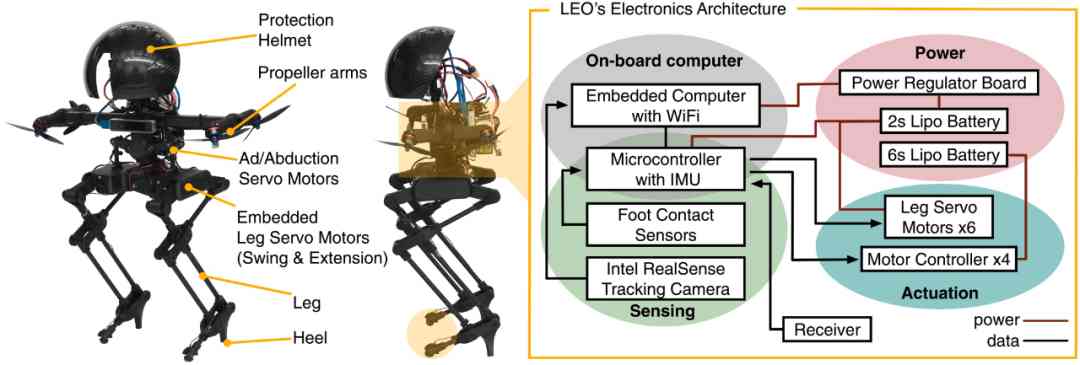 Protection
Helmet
Propeller arms
Ad/Abduction
Servo Motors
Embedded
Leg Servo Motors
(Swing & Extension)
Leg
Heel
LEO's Electronics Architecture
On-board computer
Embedded Computer
with WiFi
Microcontroller
with IMU
Foot Contact
Sensors
Intel RealSense
Tracking Camera
Sensing
Power
Power Regulator Board
2s Lipo Battery
6s Lipo Battery
Leg Servo
Motors x6
Motor Controller x4
Actuation
Receiver
power
data